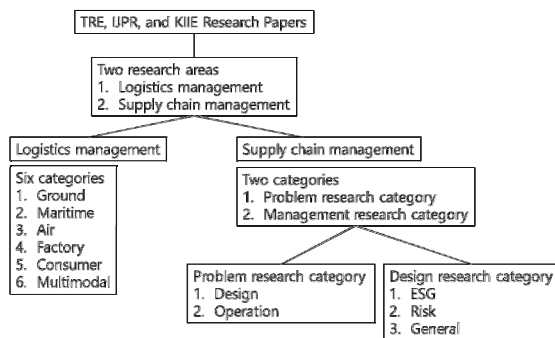 TRE, IJPR, and KIIE Research Papers
Two research areas
1. Logistics management
2. Supply chain management
Logistics management
Six categories
1. Ground
2. Maritime
3. Air
4. Factory
5. Consumer
6. Multimodal
Supply chain management
Two categories
1. Problem research category
2. Management research category
Problem research category
1. Design
2. Operation
Design research category
1. ESG
2. Risk
3. General